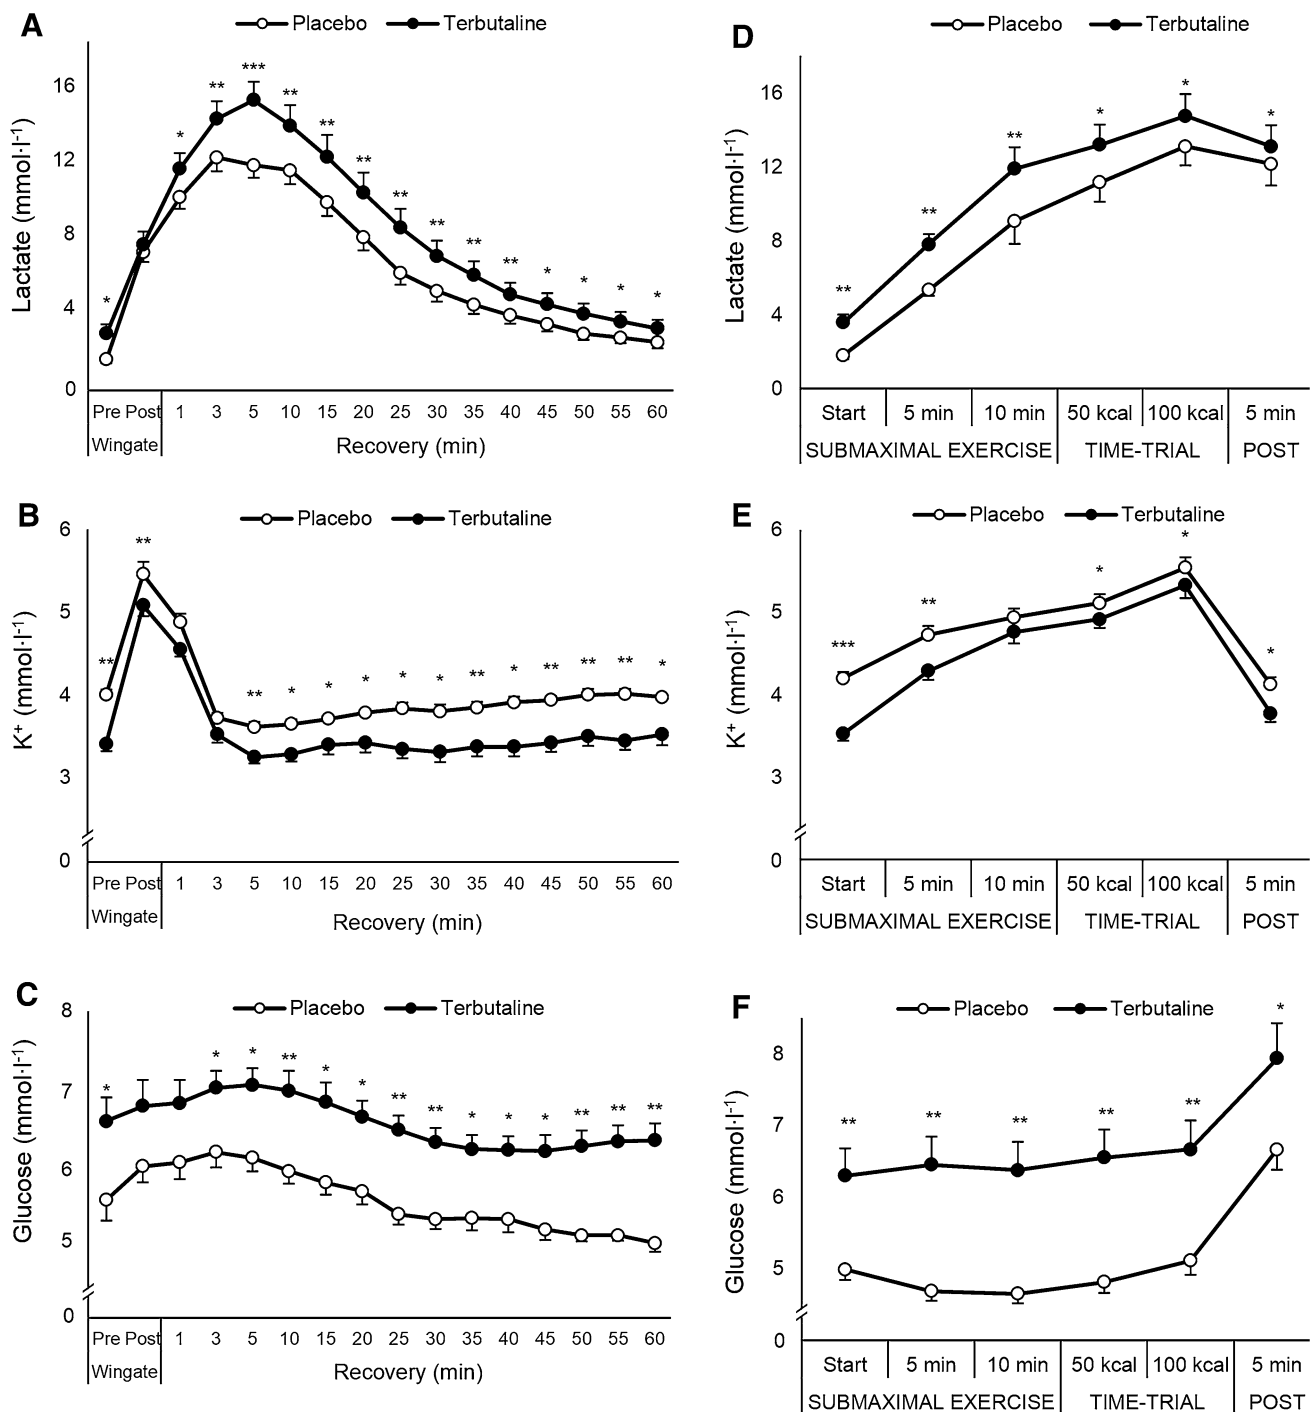 A
Placebo Terbutaline
***
** **
16
* **
12 **
**
Lactate (mmol·l-1)
8 ** **
** * * * *
*
4
0
Pre Post 1 3 5 10 15 20 25 30 35 40 45 50 55 60
Wingate Recovery (min)
D
Placebo Terbutaline
16 *
* *
**
12
Lactate (mmol·l-1)
**
8
**
4
0
Start 5 min 10 min 50 kcal 100 kcal 5 min
SUBMAXIMAL EXERCISE TIME-TRIAL POST
B
Placebo Terbutaline
6
**
5
K+ (mmol·l-1)
** ** * * * * * ** * ** ** ** *
4
3
0
Pre Post 1 3 5 10 15 20 25 30 35 40 45 50 55 60
Wingate Recovery (min)
E
Placebo Terbutaline
6 *
*
5 **
K+ (mmol·l-1)
*** *
4
3
0
Start 5 min 10 min 50 kcal 100 kcal 5 min
SUBMAXIMAL EXERCISE TIME-TRIAL POST
C
Placebo Terbutaline
8
* * * ** * * ** ** * * * ** ** **
7
Glucose (mmol·l-1)
6
5
0
Pre Post 1 3 5 10 15 20 25 30 35 40 45 50 55 60
Wingate Recovery (min)
F
Placebo Terbutaline
*
8
** ** ** ** **
7
Glucose (mmol·l-1)
6
5
0
Start 5 min 10 min 50 kcal 100 kcal 5 min
SUBMAXIMAL EXERCISE TIME-TRIAL POST